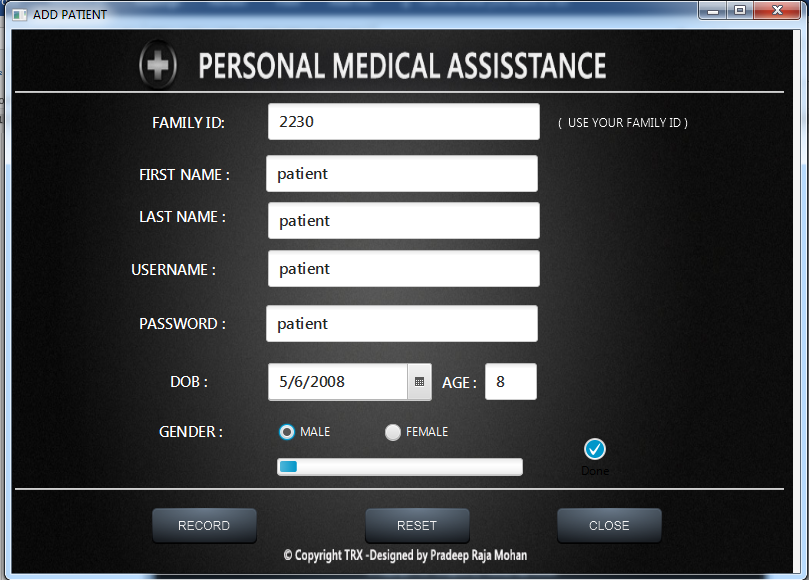 ADD PATIENT
PERSONAL MEDICAL ASSISSTANCE
FAMILY ID: 2230 ( USE YOUR FAMILY ID )
FIRST NAME : patient
LAST NAME : patient
USERNAME : patient
PASSWORD : patient
DOB : 5/6/2008 AGE : 8
GENDER : MALE FEMALE
Done
RECORD RESET CLOSE
© Copyright TRX -Designed by Pradeep Raja Mohan